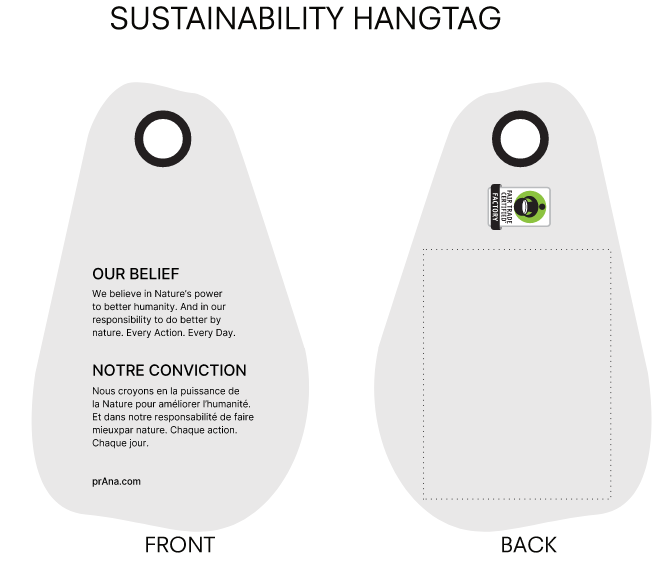 SUSTAINABILITY HANGTAG
OUR BELIEF
We believe in Nature's power
to better humanity. And in our
responsibility to do better by
nature. Every Action. Every Day.
NOTRE CONVICTION
Nous croyons en la puissance de
la Nature pour améliorer l'humanité.
Et dans notre responsabilité de faire
mieuxpar nature. Chaque action.
Chaque jour.
prAna.com
FRONT
FAIR TRADE
CERTIFIED
FACTORY
BACK